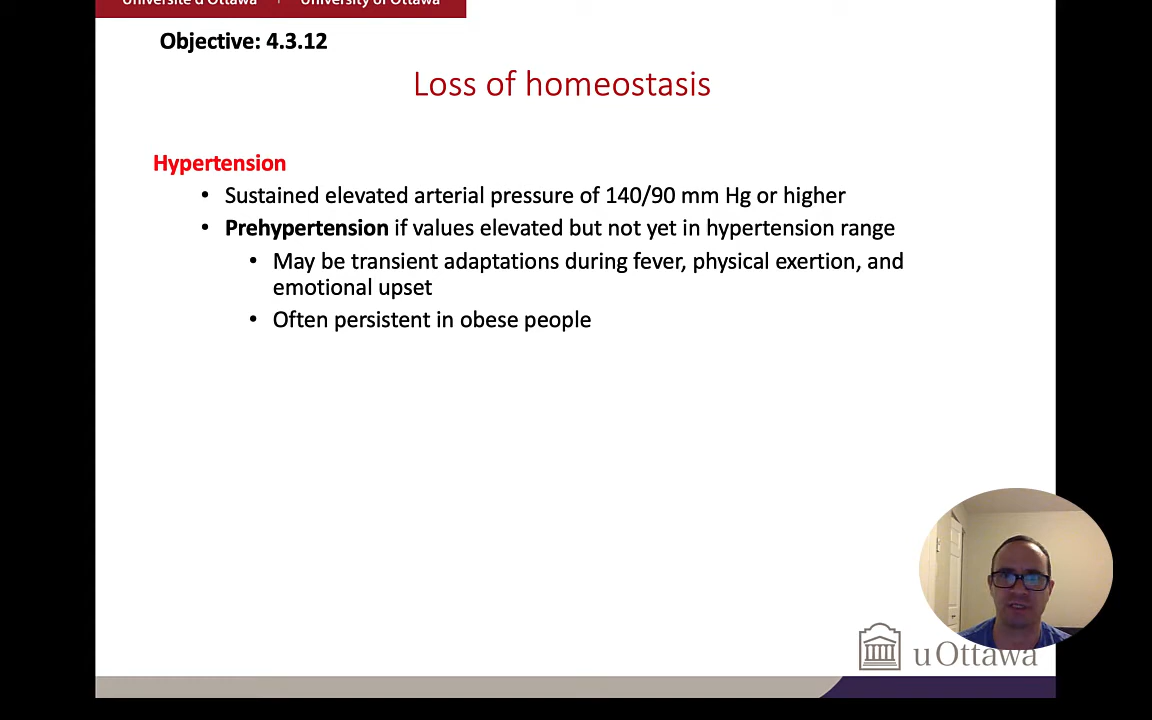 Université d'Ottawa | University of Ottawa
Objective: 4.3.12
Loss of homeostasis
Hypertension
• Sustained elevated arterial pressure of 140/90 mm Hg or higher
• Prehypertension if values elevated but not yet in hypertension range
• May be transient adaptations during fever, physical exertion, and
emotional upset
• Often persistent in obese people
uOttawa